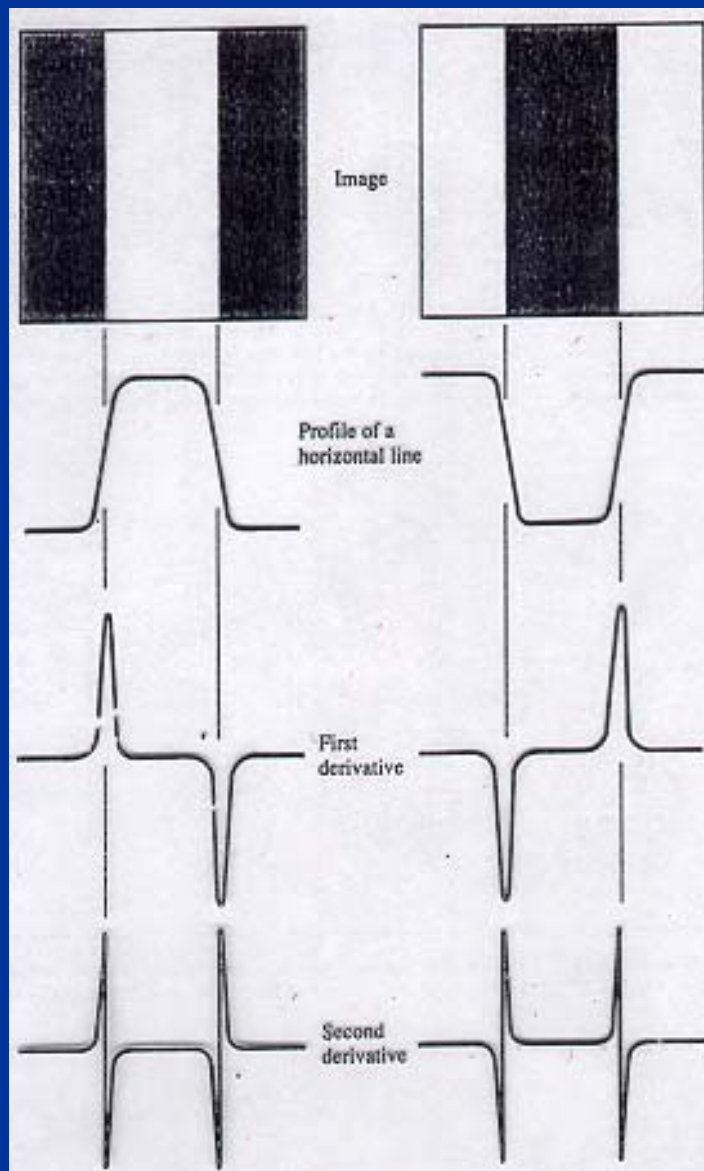 Image
Profile of a
horizontal line
First
derivative
Second
derivative